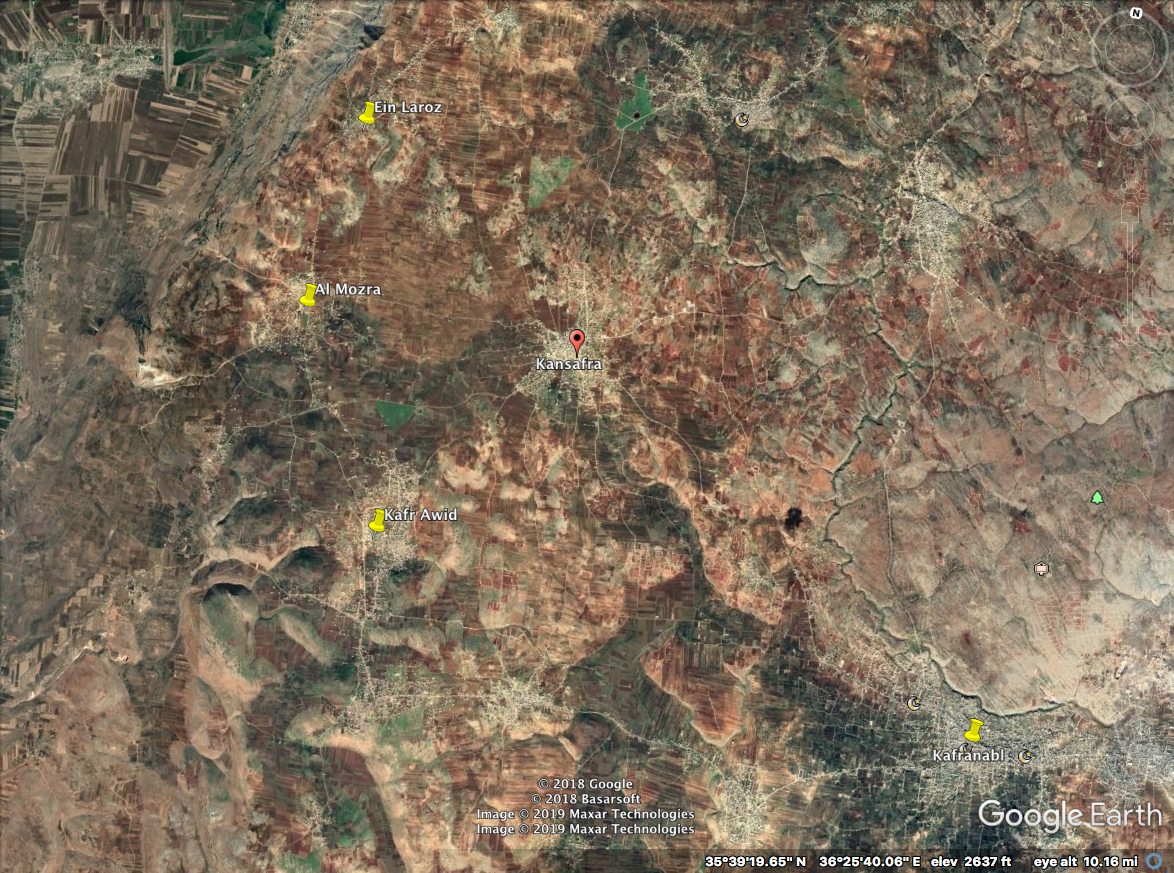 N
Ein Laroz
Al Mozra
Kansafra
Kafr Awid
Kafranabl
© 2018 Google
© 2018 Basarsoft
Image © 2019 Maxar Technologies
Image © 2019 Maxar Technologies
Google Earth
35°39'19.65" N 36°25'40.06" E elev 2637 ft eye alt 10.16 mi